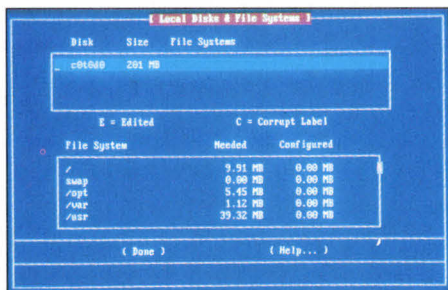 [ Local Disks & File Systems ]
Disk Size File Systems
_ c0t0d0 201 MB
E = Edited C = Corrupt Label
File System Needed Configured
/ 9.91 MB 0.00 MB
swap 0.00 MB 0.00 MB
/opt 5.45 MB 0.00 MB
/var 1.12 MB 0.00 MB
/usr 39.32 MB 0.00 MB
( Done ) ( Help... )